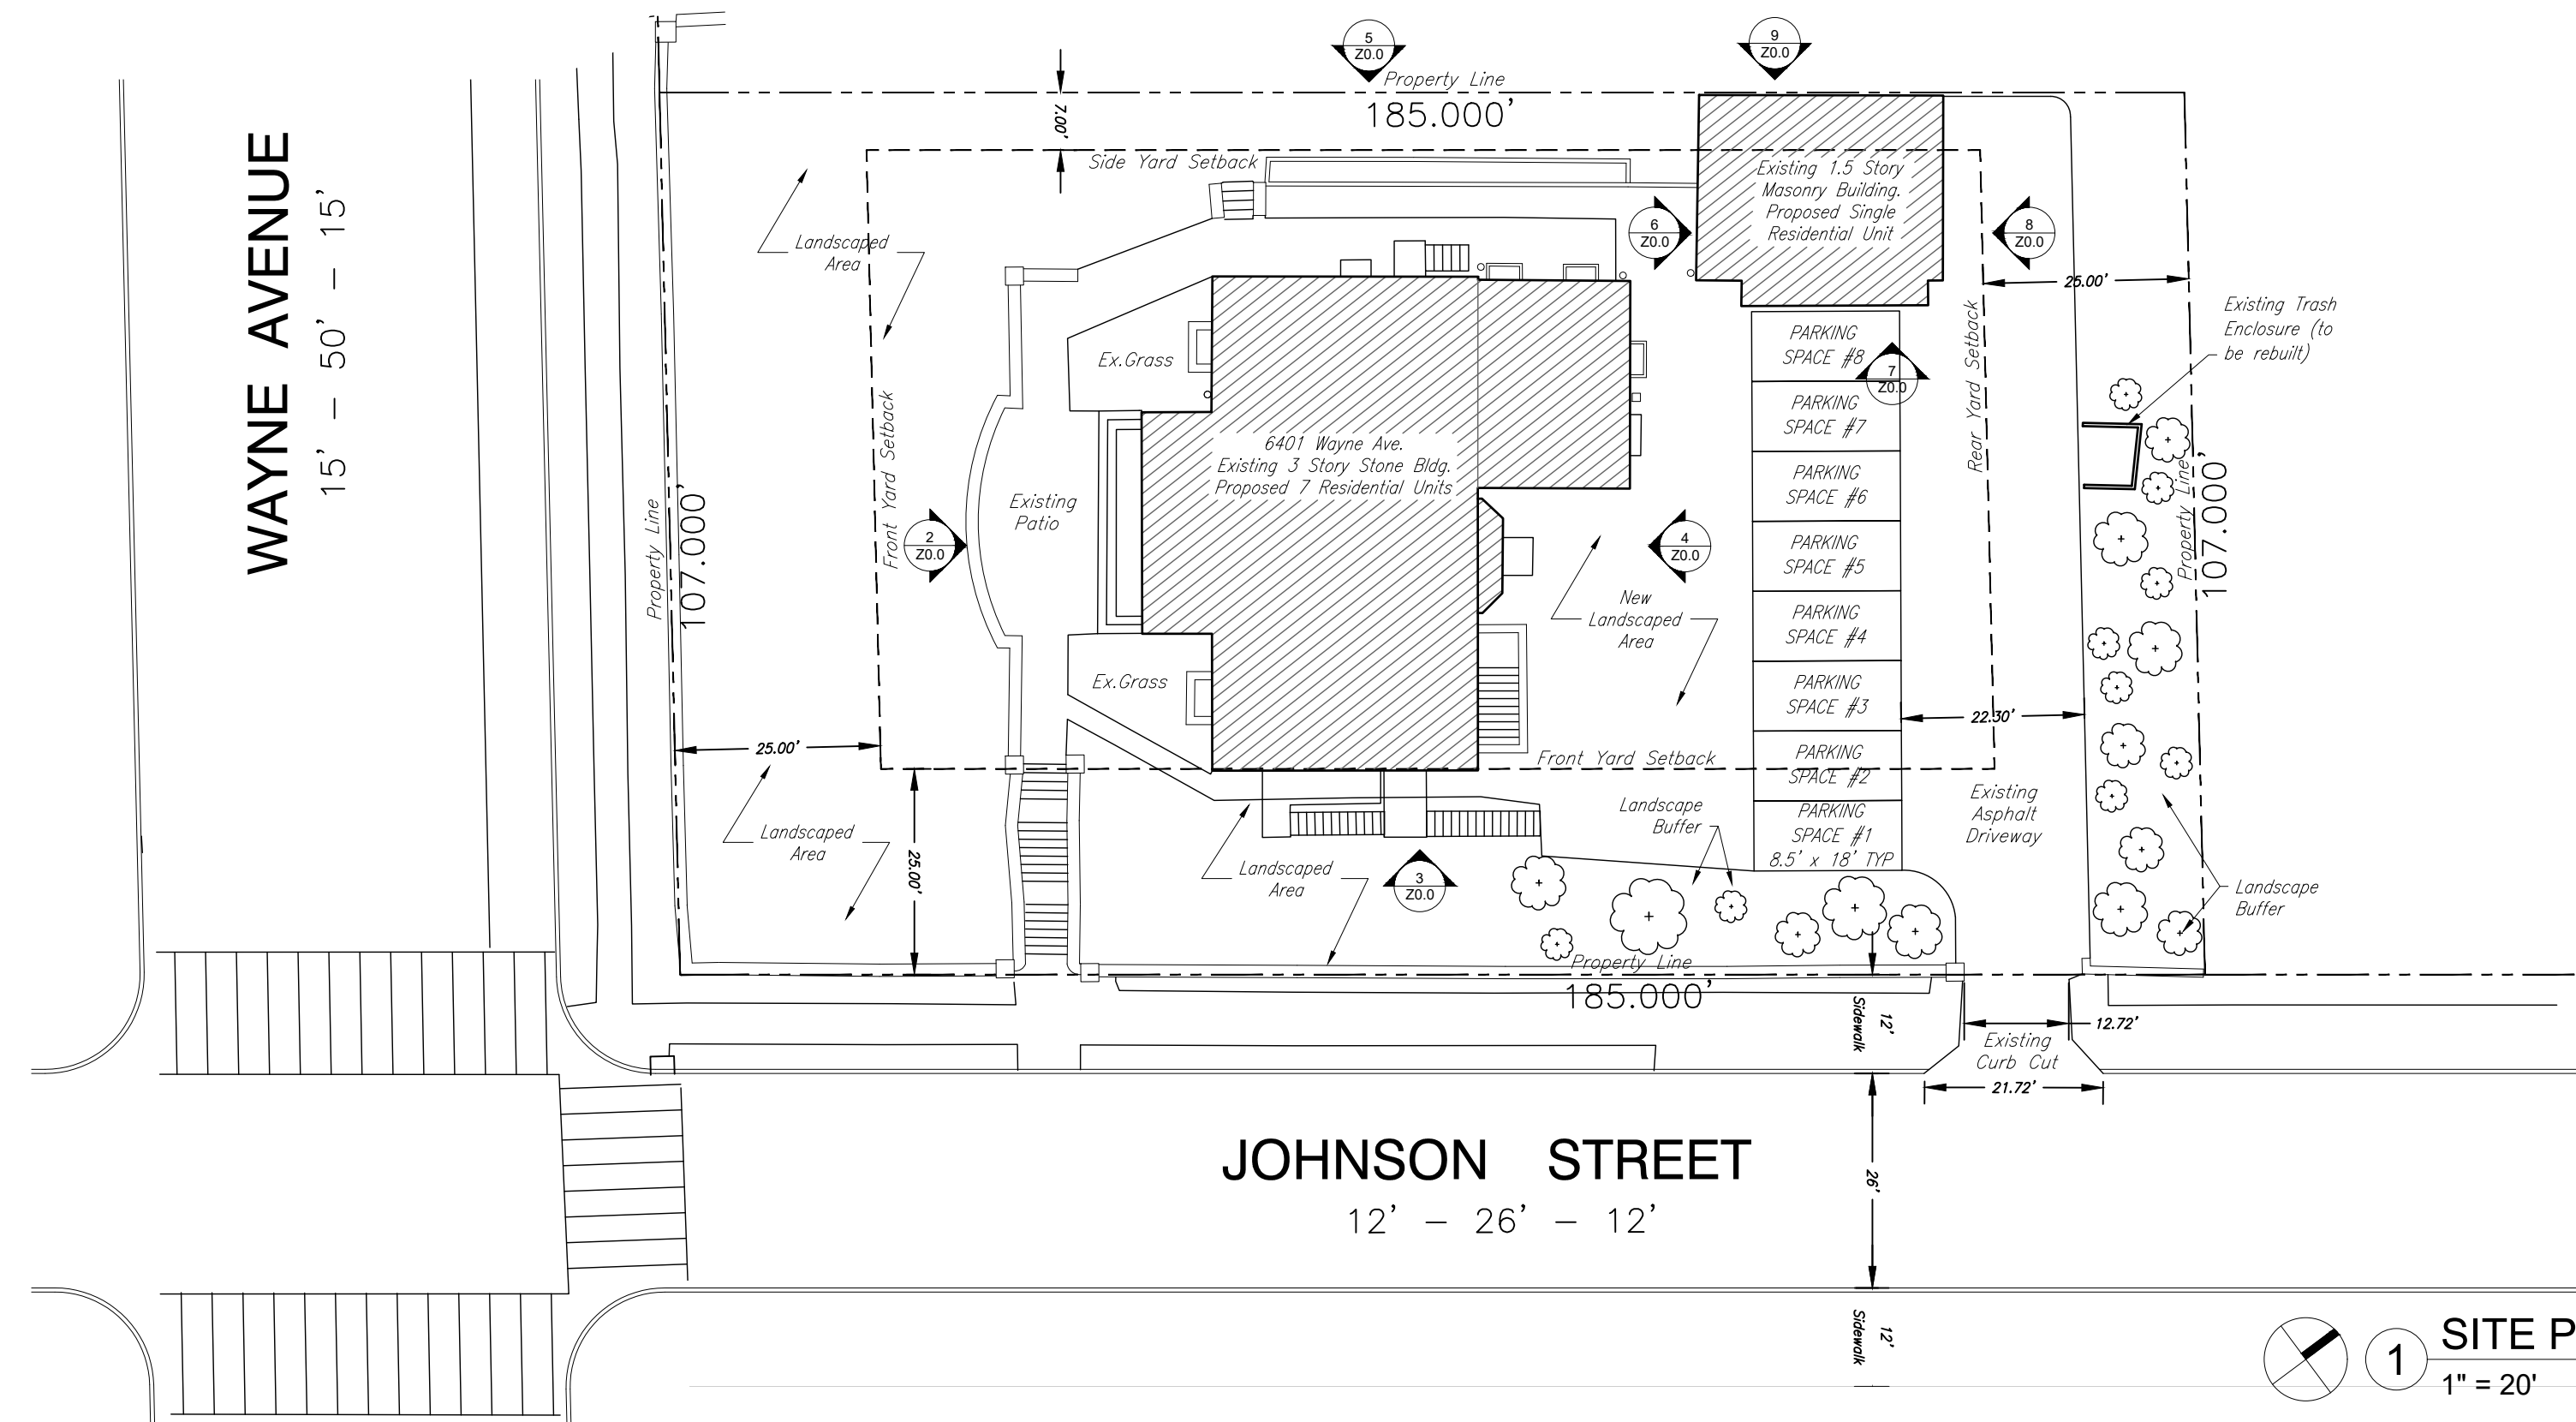 5
Z0.0
9
Z0.0
Property Line
185.000'
7.00'
Side Yard Setback
Existing 1.5 Story
Masonry Building.
Proposed Single
Residential Unit
6
Z0.0
8
Z0.0
WAYNE AVENUE
15' - 50' - 15'
Landscaped
Area
25.00'
Existing Trash
Enclosure (to
be rebuilt)
Ex.Grass
PARKING
SPACE #8
7
Z0.0
PARKING
SPACE #7
PARKING
SPACE #6
PARKING
SPACE #5
PARKING
SPACE #4
PARKING
SPACE #3
PARKING
SPACE #2
PARKING
SPACE #1
8.5' x 18' TYP
Rear Yard Setback
Front Yard Setback
Property Line
107.000'
6401 Wayne Ave.
Existing 3 Story Stone Bldg.
Proposed 7 Residential Units
Existing
Patio
2
Z0.0
4
Z0.0
Property Line
107.000'
New
Landscaped
Area
Ex.Grass
22.30'
25.00'
Front Yard Setback
Landscaped
Area
25.00'
Landscape
Buffer
Existing
Asphalt
Driveway
Landscaped
Area
3
Z0.0
Landscape
Buffer
Property Line
185.000'
12'
Sidewalk
12.72'
Existing
Curb Cut
21.72'
JOHNSON STREET
12' - 26' - 12'
26'
12'
Sidewalk
1
SITE P
1" = 20'